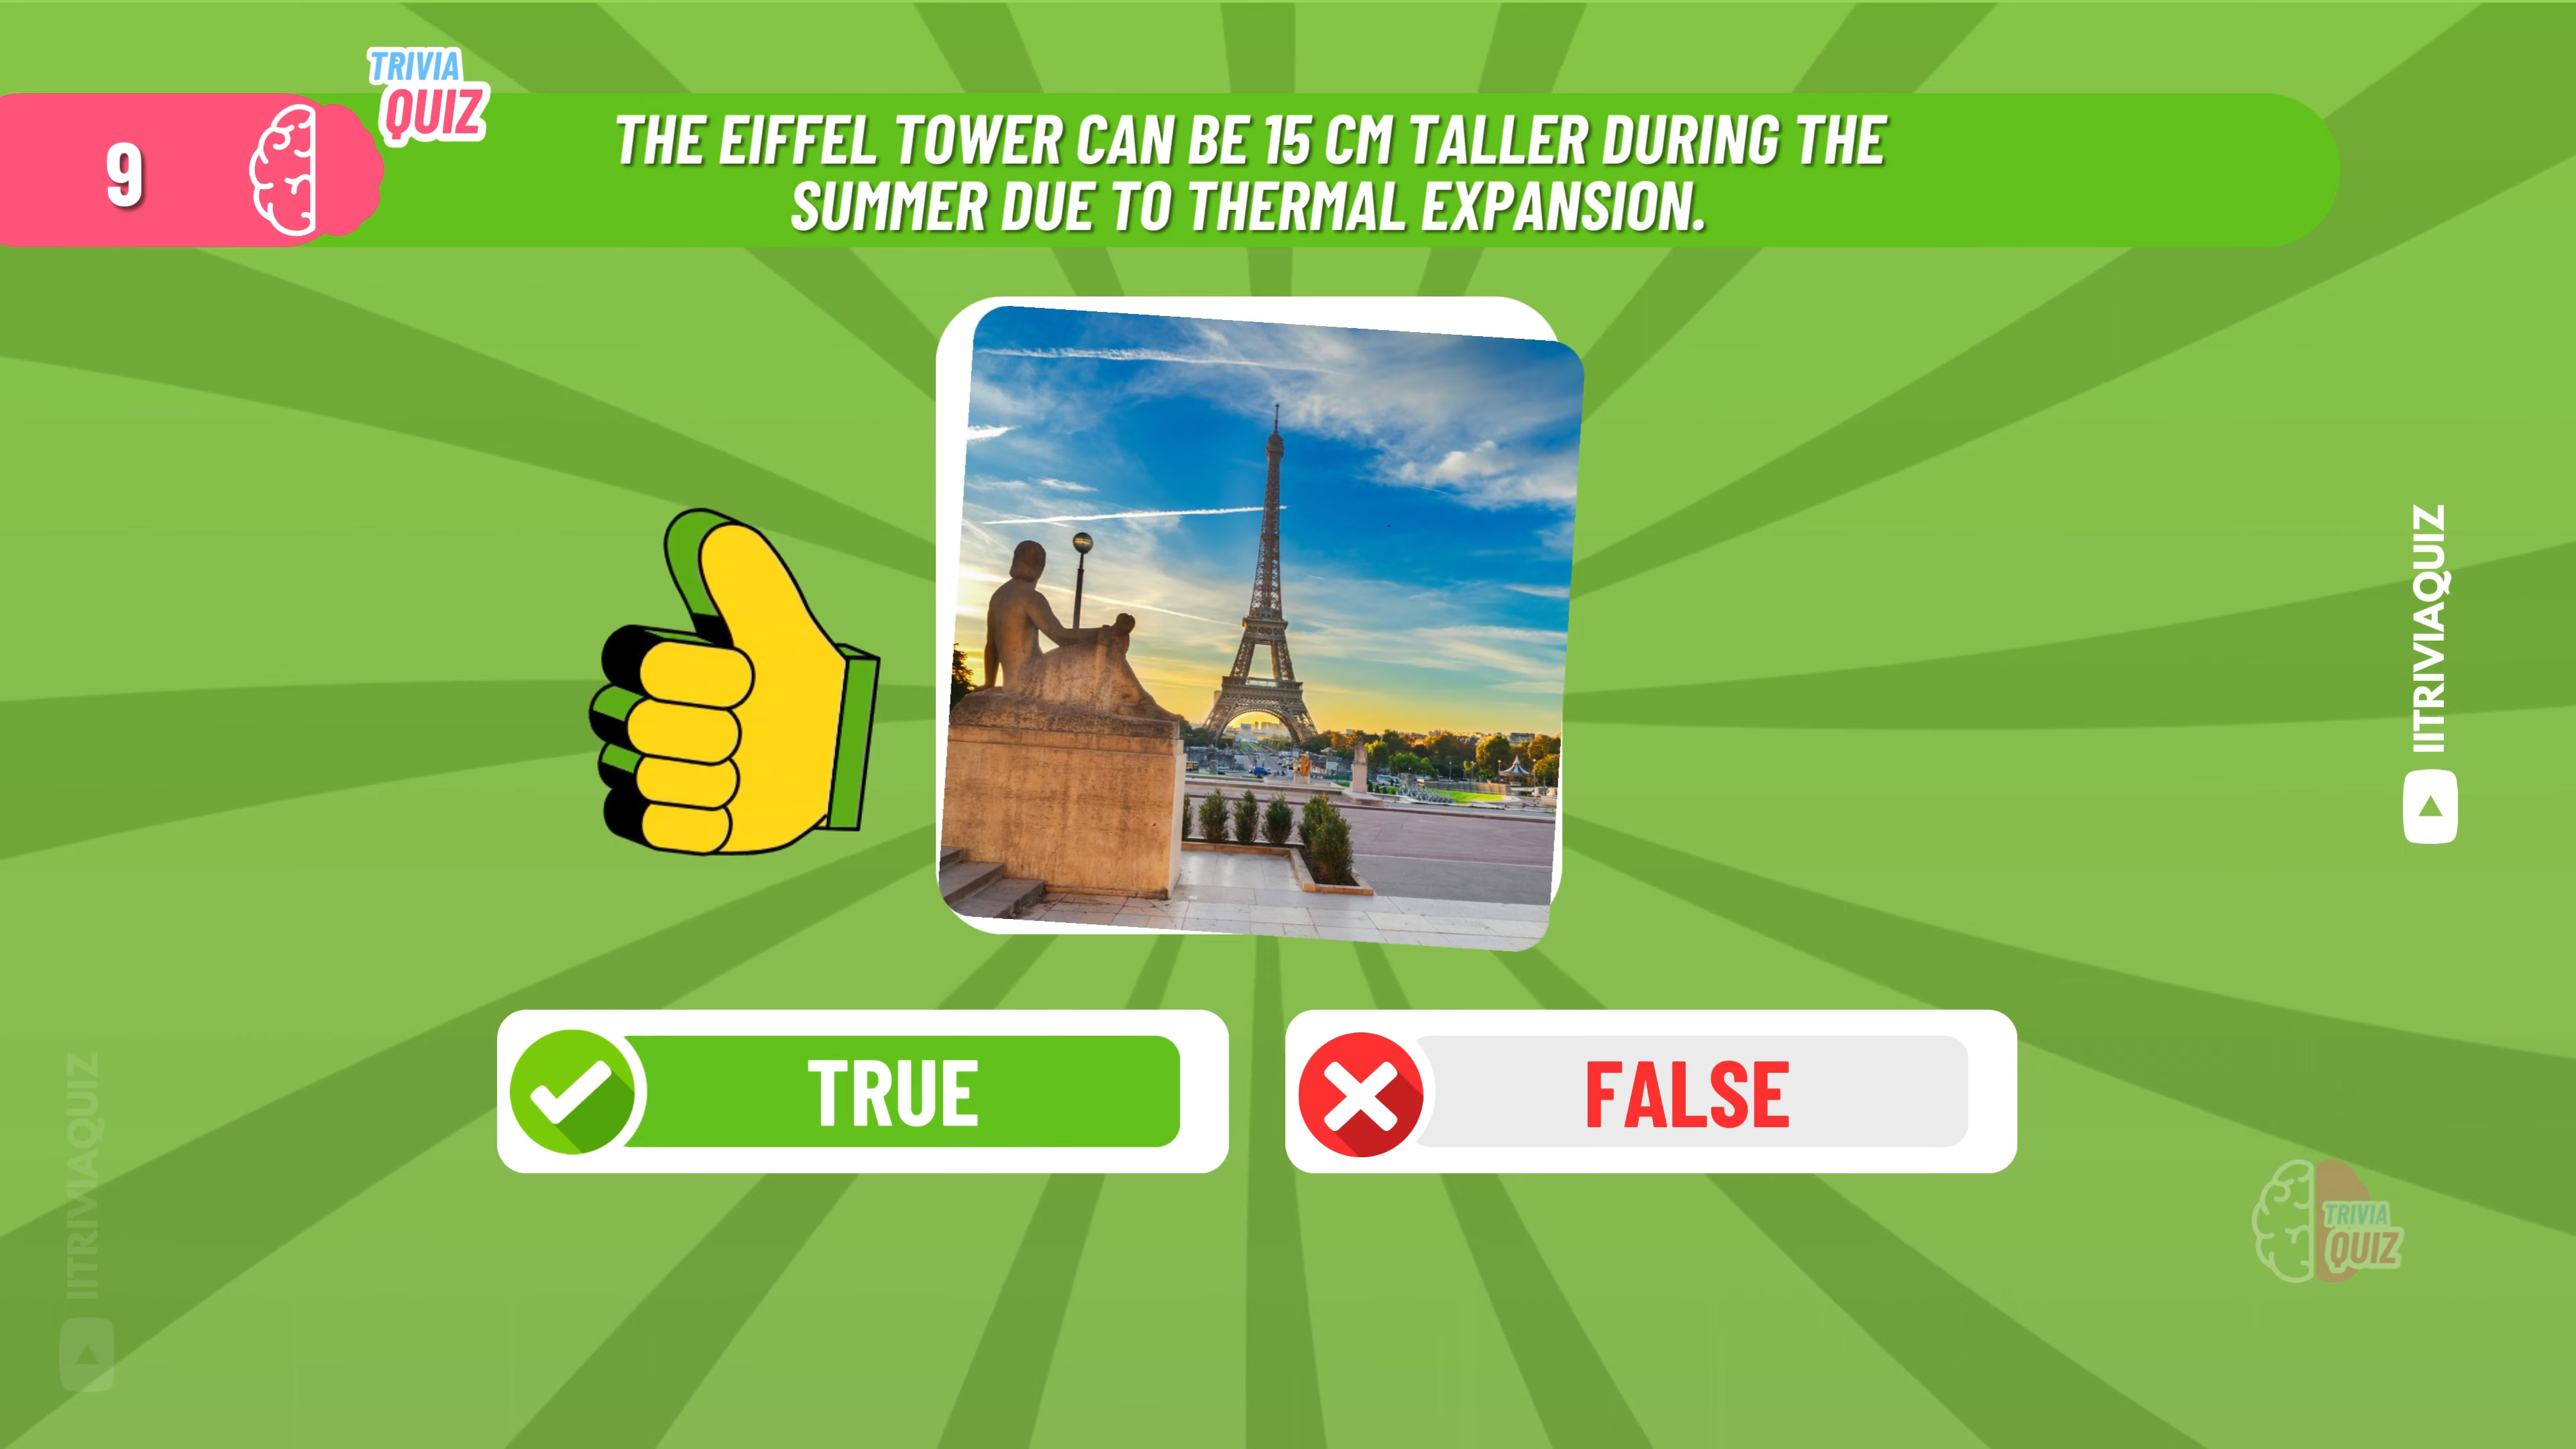 TRIVIA
QUIZ
9
THE EIFFEL TOWER CAN BE 15 CM TALLER DURING THE
SUMMER DUE TO THERMAL EXPANSION.
IITRIVIAQUIZ
TRUE
FALSE
IITRIVIAQUIZ
TRIVIA
QUIZ